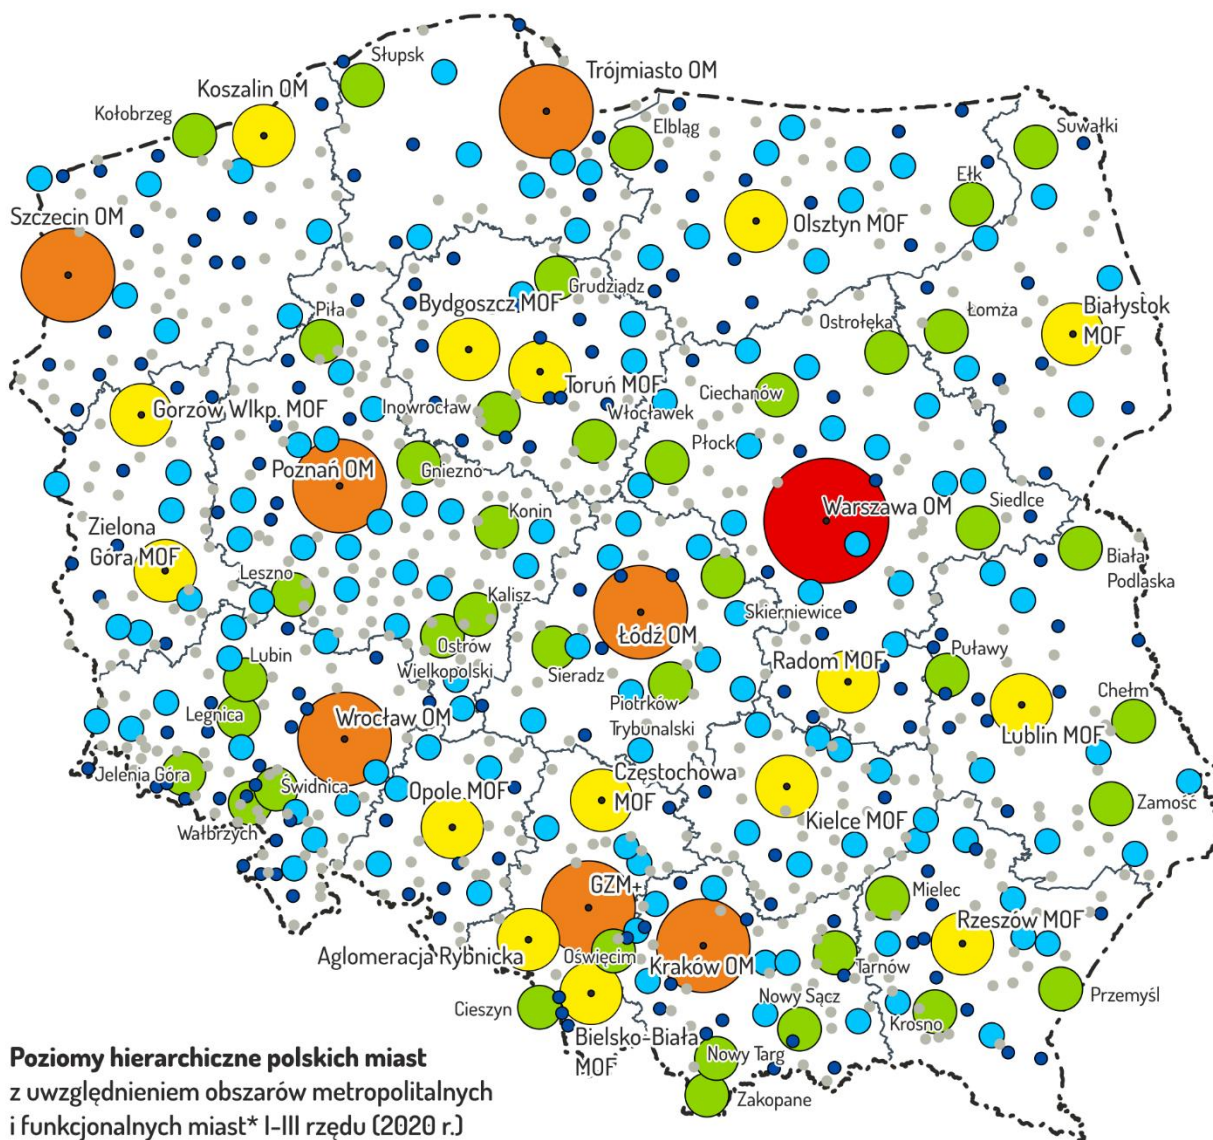 Słupsk
Trójmiasto OM
Koszalin OM
Kołobrzeg
Elbląg
Suwałki
Ełk
Szczecin OM
Olsztyn MOF
Grudziądz
Bydgoszcz MOF
Piła
Ostrołęka
Łomża
Białystok
MOF
Toruń MOF
Ciechanów
Inowrocław
Włocławek
Gorzów Wlkp. MOF
Płock
Poznań OM
Gniezno
Warszawa OM
Siedlce
Konin
Zielona
Góra MOF
Biała
Podlaska
Leszno
Kalisz
Skierniewice
Łódź OM
Ostrów
Wielkopolski
Sieradz
Puławy
Radom MOF
Lubin
Chełm
Piotrków
Trybunalski
Legnica
Wrocław OM
Lublin MOF
Jelenia Góra
Częstochowa
MOF
Świdnica
Opole MOF
Zamość
Wałbrzych
Kielce MOF
GZM+
Mielec
Rzeszów MOF
Aglomeracja Rybnicka
Oświęcim
Kraków OM
Tarnów
Cieszyn
Nowy Sącz
Przemyśl
Krosno
Bielsko-Biała
MOF
Nowy Targ
Zakopane
Poziomy hierarchiczne polskich miast
z uwzględnieniem obszarów metropolitalnych
i funkcjonalnych miast* I-III rzędu (2020 r.)